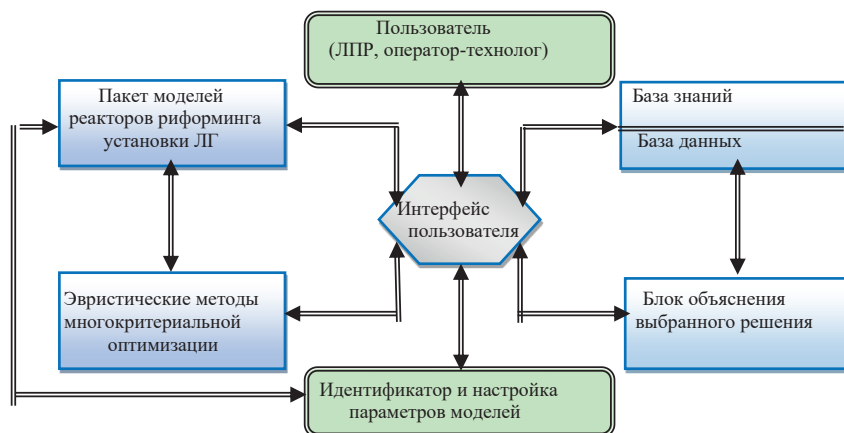 Пользователь
(ЛПР, оператор-технолог)
Пакет моделей
реакторов риформинга
установки ЛГ
База знаний
База данных
Интерфейс
пользователя
Эвристические методы
многокритериальной
оптимизации
Блок объяснения
выбранного решения
Идентификатор и настройка
параметров моделей